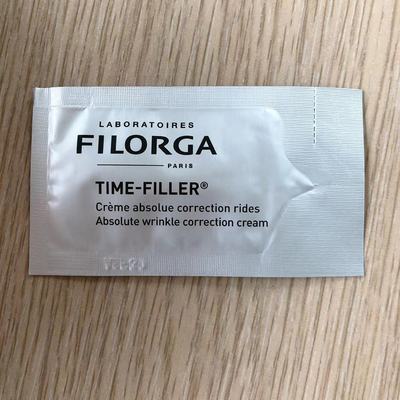 LABORATOIRES
FILORGA
PARIS
TIME-FILLER®
Crème absolue correction rides
Absolute wrinkle correction cream